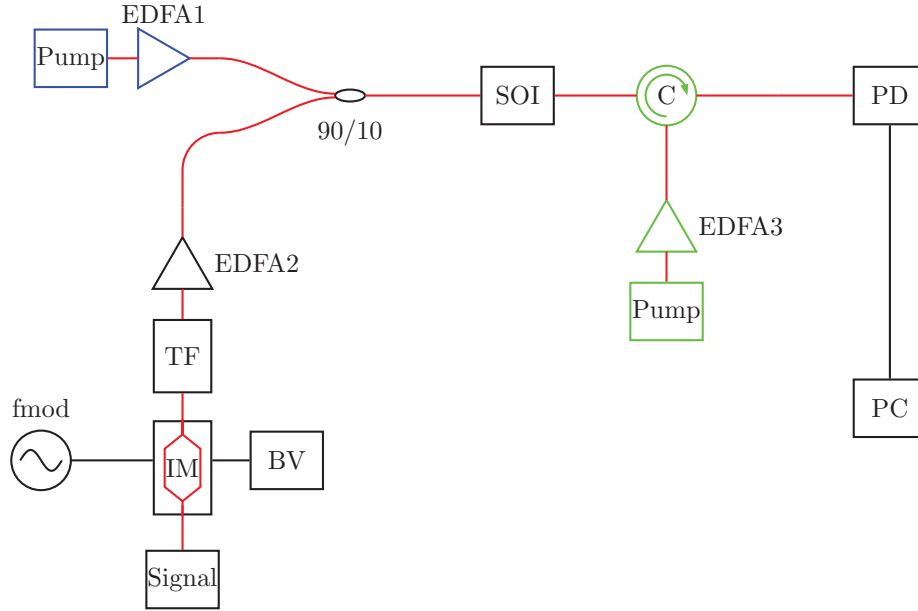 EDFA1
Pump
SOI
C
PD
90/10
EDFA3
EDFA2
Pump
TF
fmod
PC
IM
BV
Signal